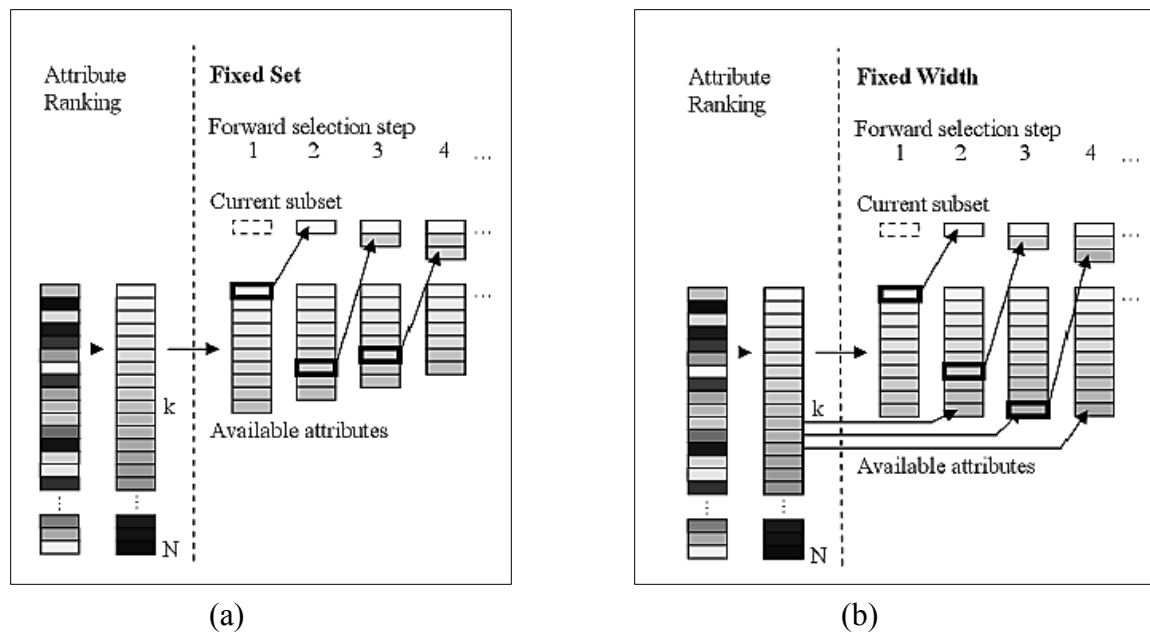 Attribute
Ranking
Fixed Set
Forward selection step
1 2 3 4 ...
Current subset
...
...
k
Available attributes
N
(a)
Attribute
Ranking
Fixed Width
Forward selection step
1 2 3 4 ...
Current subset
...
...
k
Available attributes
N
(b)